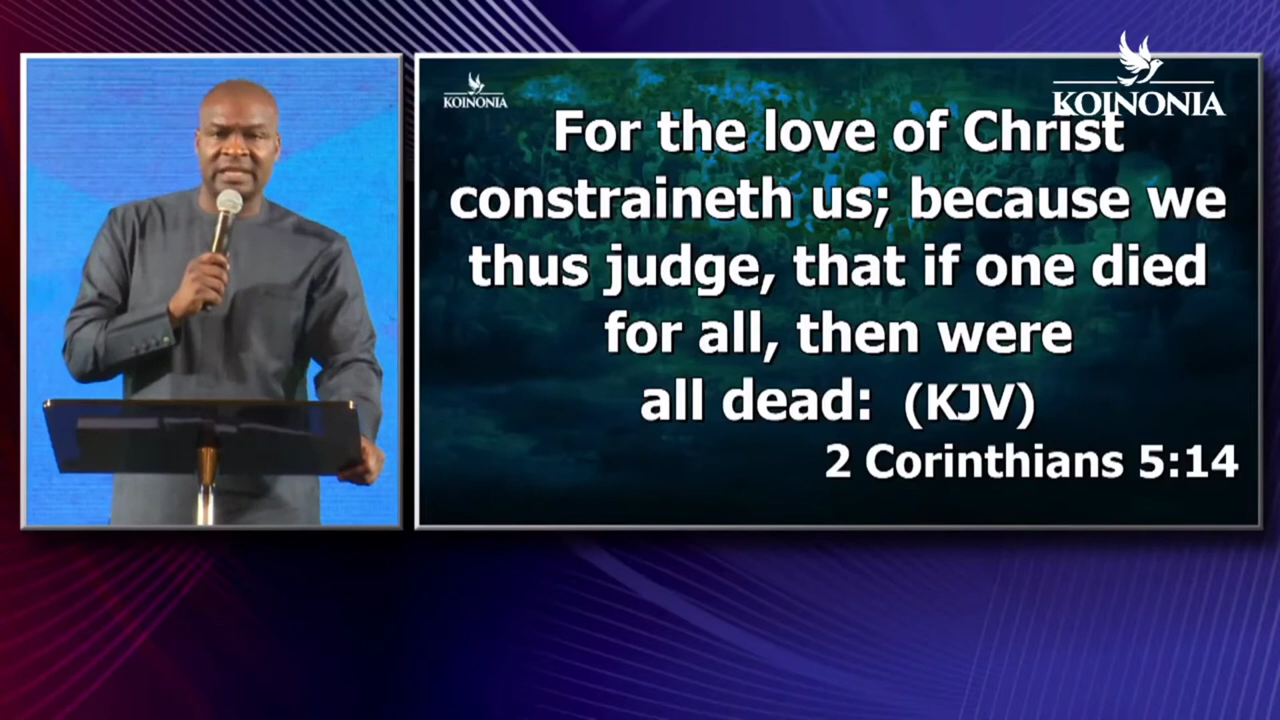 KOINONIA
KOINONIA
For the love of Christ
constraineth us; because we
thus judge, that if one died
for all, then were
all dead: (KJV)
2 Corinthians 5:14